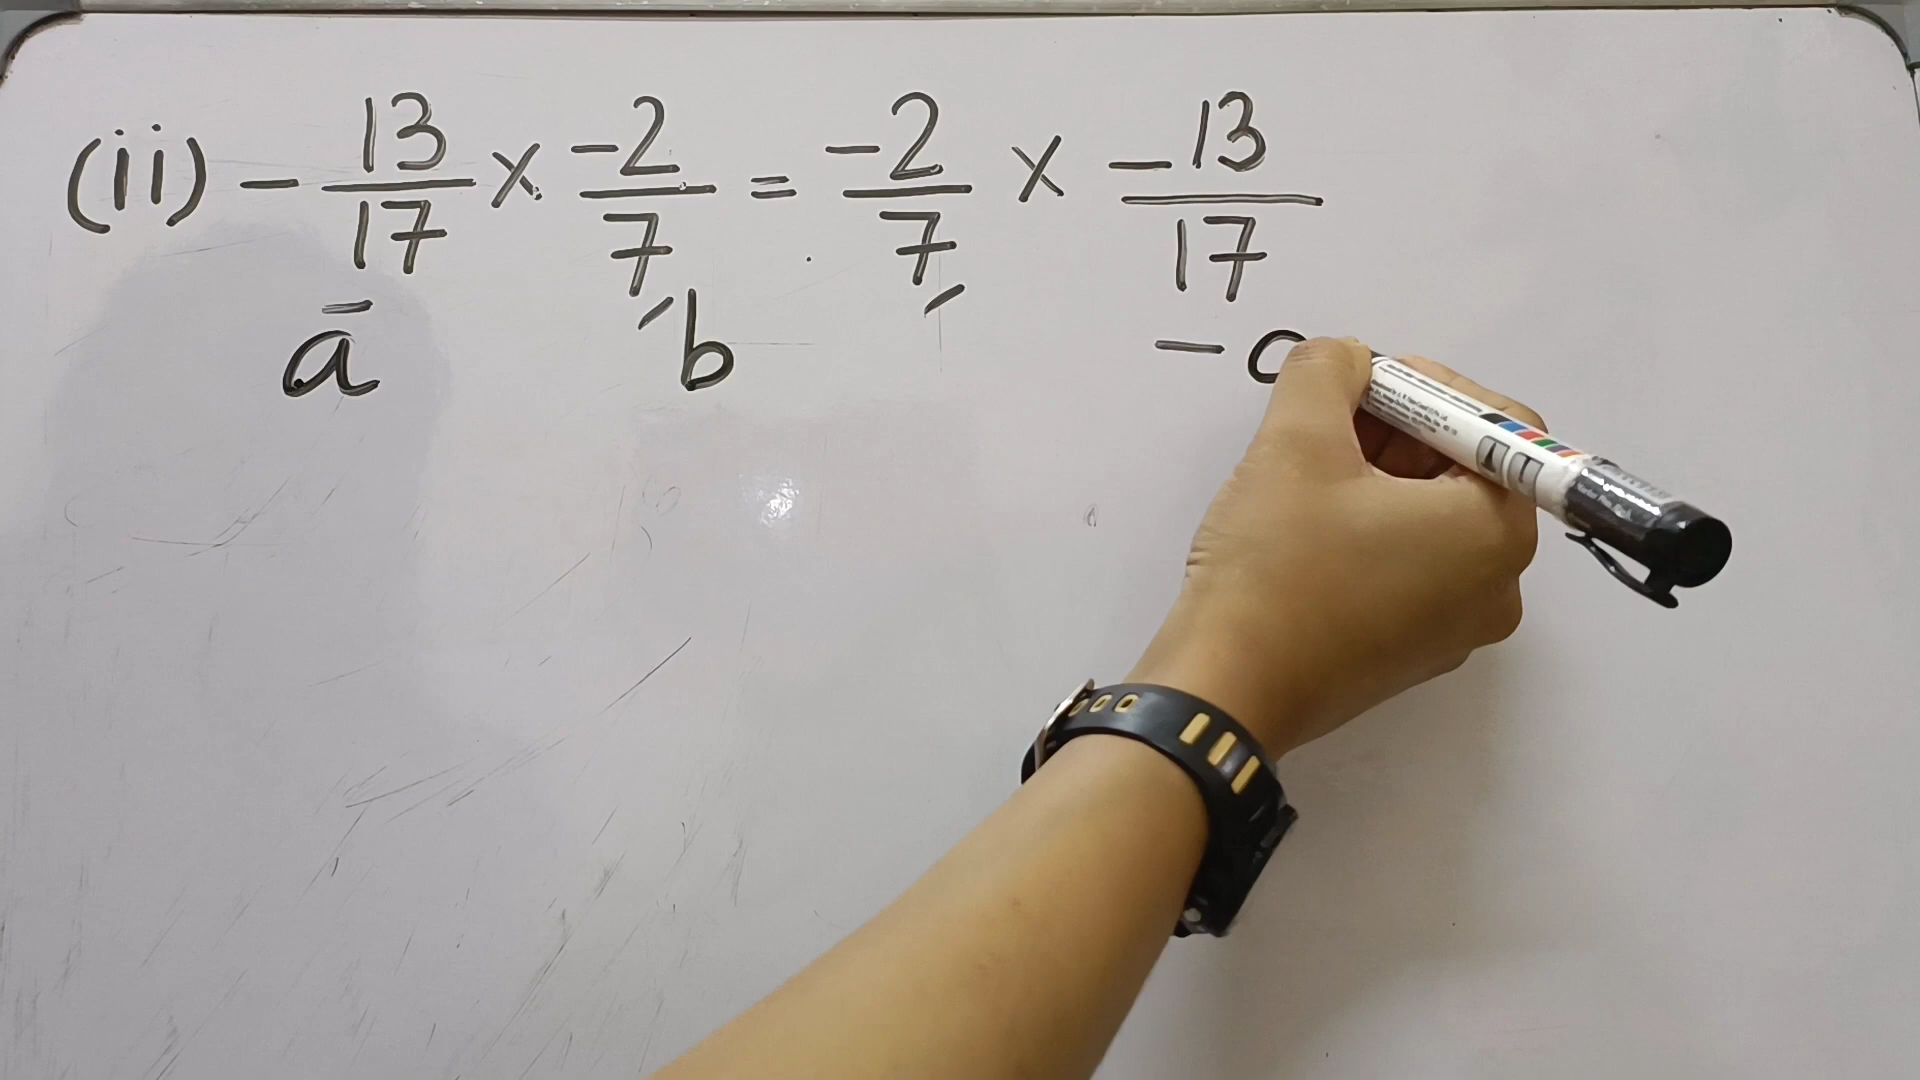 (ii) - 13/17 × -2/7 = -2/7 × -13/17
a b - a